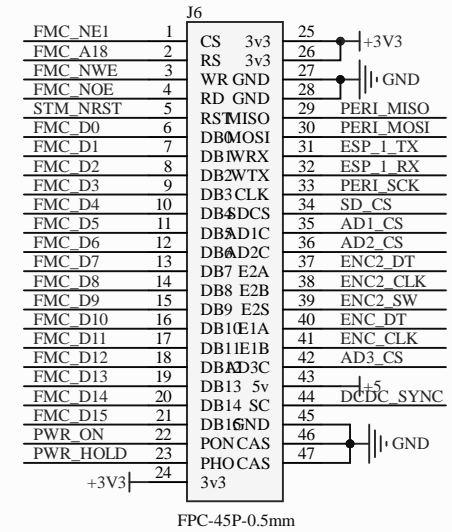 J6
FMC_NE1 1 CS 3v3 25
FMC_A18 2 RS 3v3 26 +3V3
FMC_NWE 3 WR GND 27
FMC_NOE 4 RD GND 28 GND
STM_NRST 5 RST MISO 29 PERI_MISO
FMC_D0 6 DB0 MOSI 30 PERI_MOSI
FMC_D1 7 DB1 WRX 31 ESP_1_TX
FMC_D2 8 DB2 WTX 32 ESP_1_RX
FMC_D3 9 DB3 CLK 33 PERI_SCK
FMC_D4 10 DB4 SDCS 34 SD_CS
FMC_D5 11 DB5 AD1C 35 AD1_CS
FMC_D6 12 DB6 AD2C 36 AD2_CS
FMC_D7 13 DB7 E2A 37 ENC2_DT
FMC_D8 14 DB8 E2B 38 ENC2_CLK
FMC_D9 15 DB9 E2S 39 ENC2_SW
FMC_D10 16 DB10 E1A 40 ENC_DT
FMC_D11 17 DB11 E1B 41 ENC_CLK
FMC_D12 18 DB12 AD3C 42 AD3_CS
FMC_D13 19 DB13 5v 43 +5
FMC_D14 20 DB14 SC 44 DCDC_SYNC
FMC_D15 21 DB15 GND 45
PWR_ON 22 PON CAS 46 GND
PWR_HOLD 23 PHO CAS 47
+3V3 24 3v3
FPC-45P-0.5mm